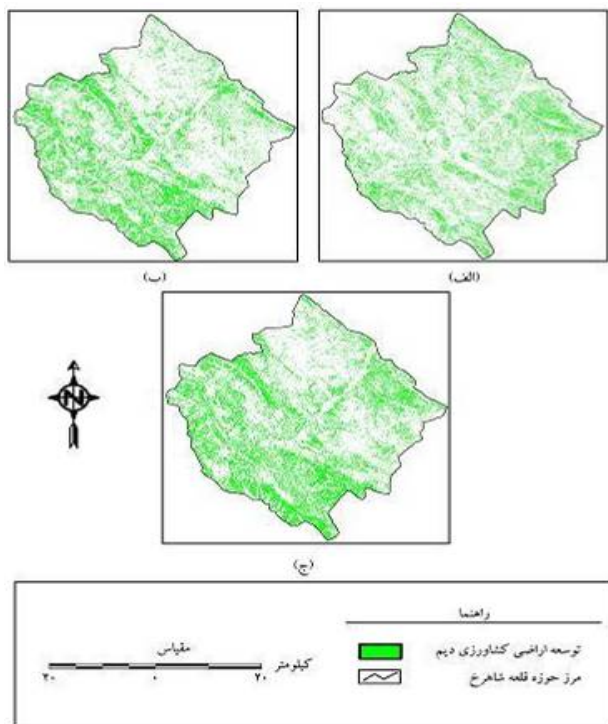 (الف)
(ب)
(ج)
راهنما
توسعه اراضی کشاورزی دیم
مرز حوزه قلعه شاهرخ
مقیاس
۲۰ ۰ ۲۰ کیلومتر
N